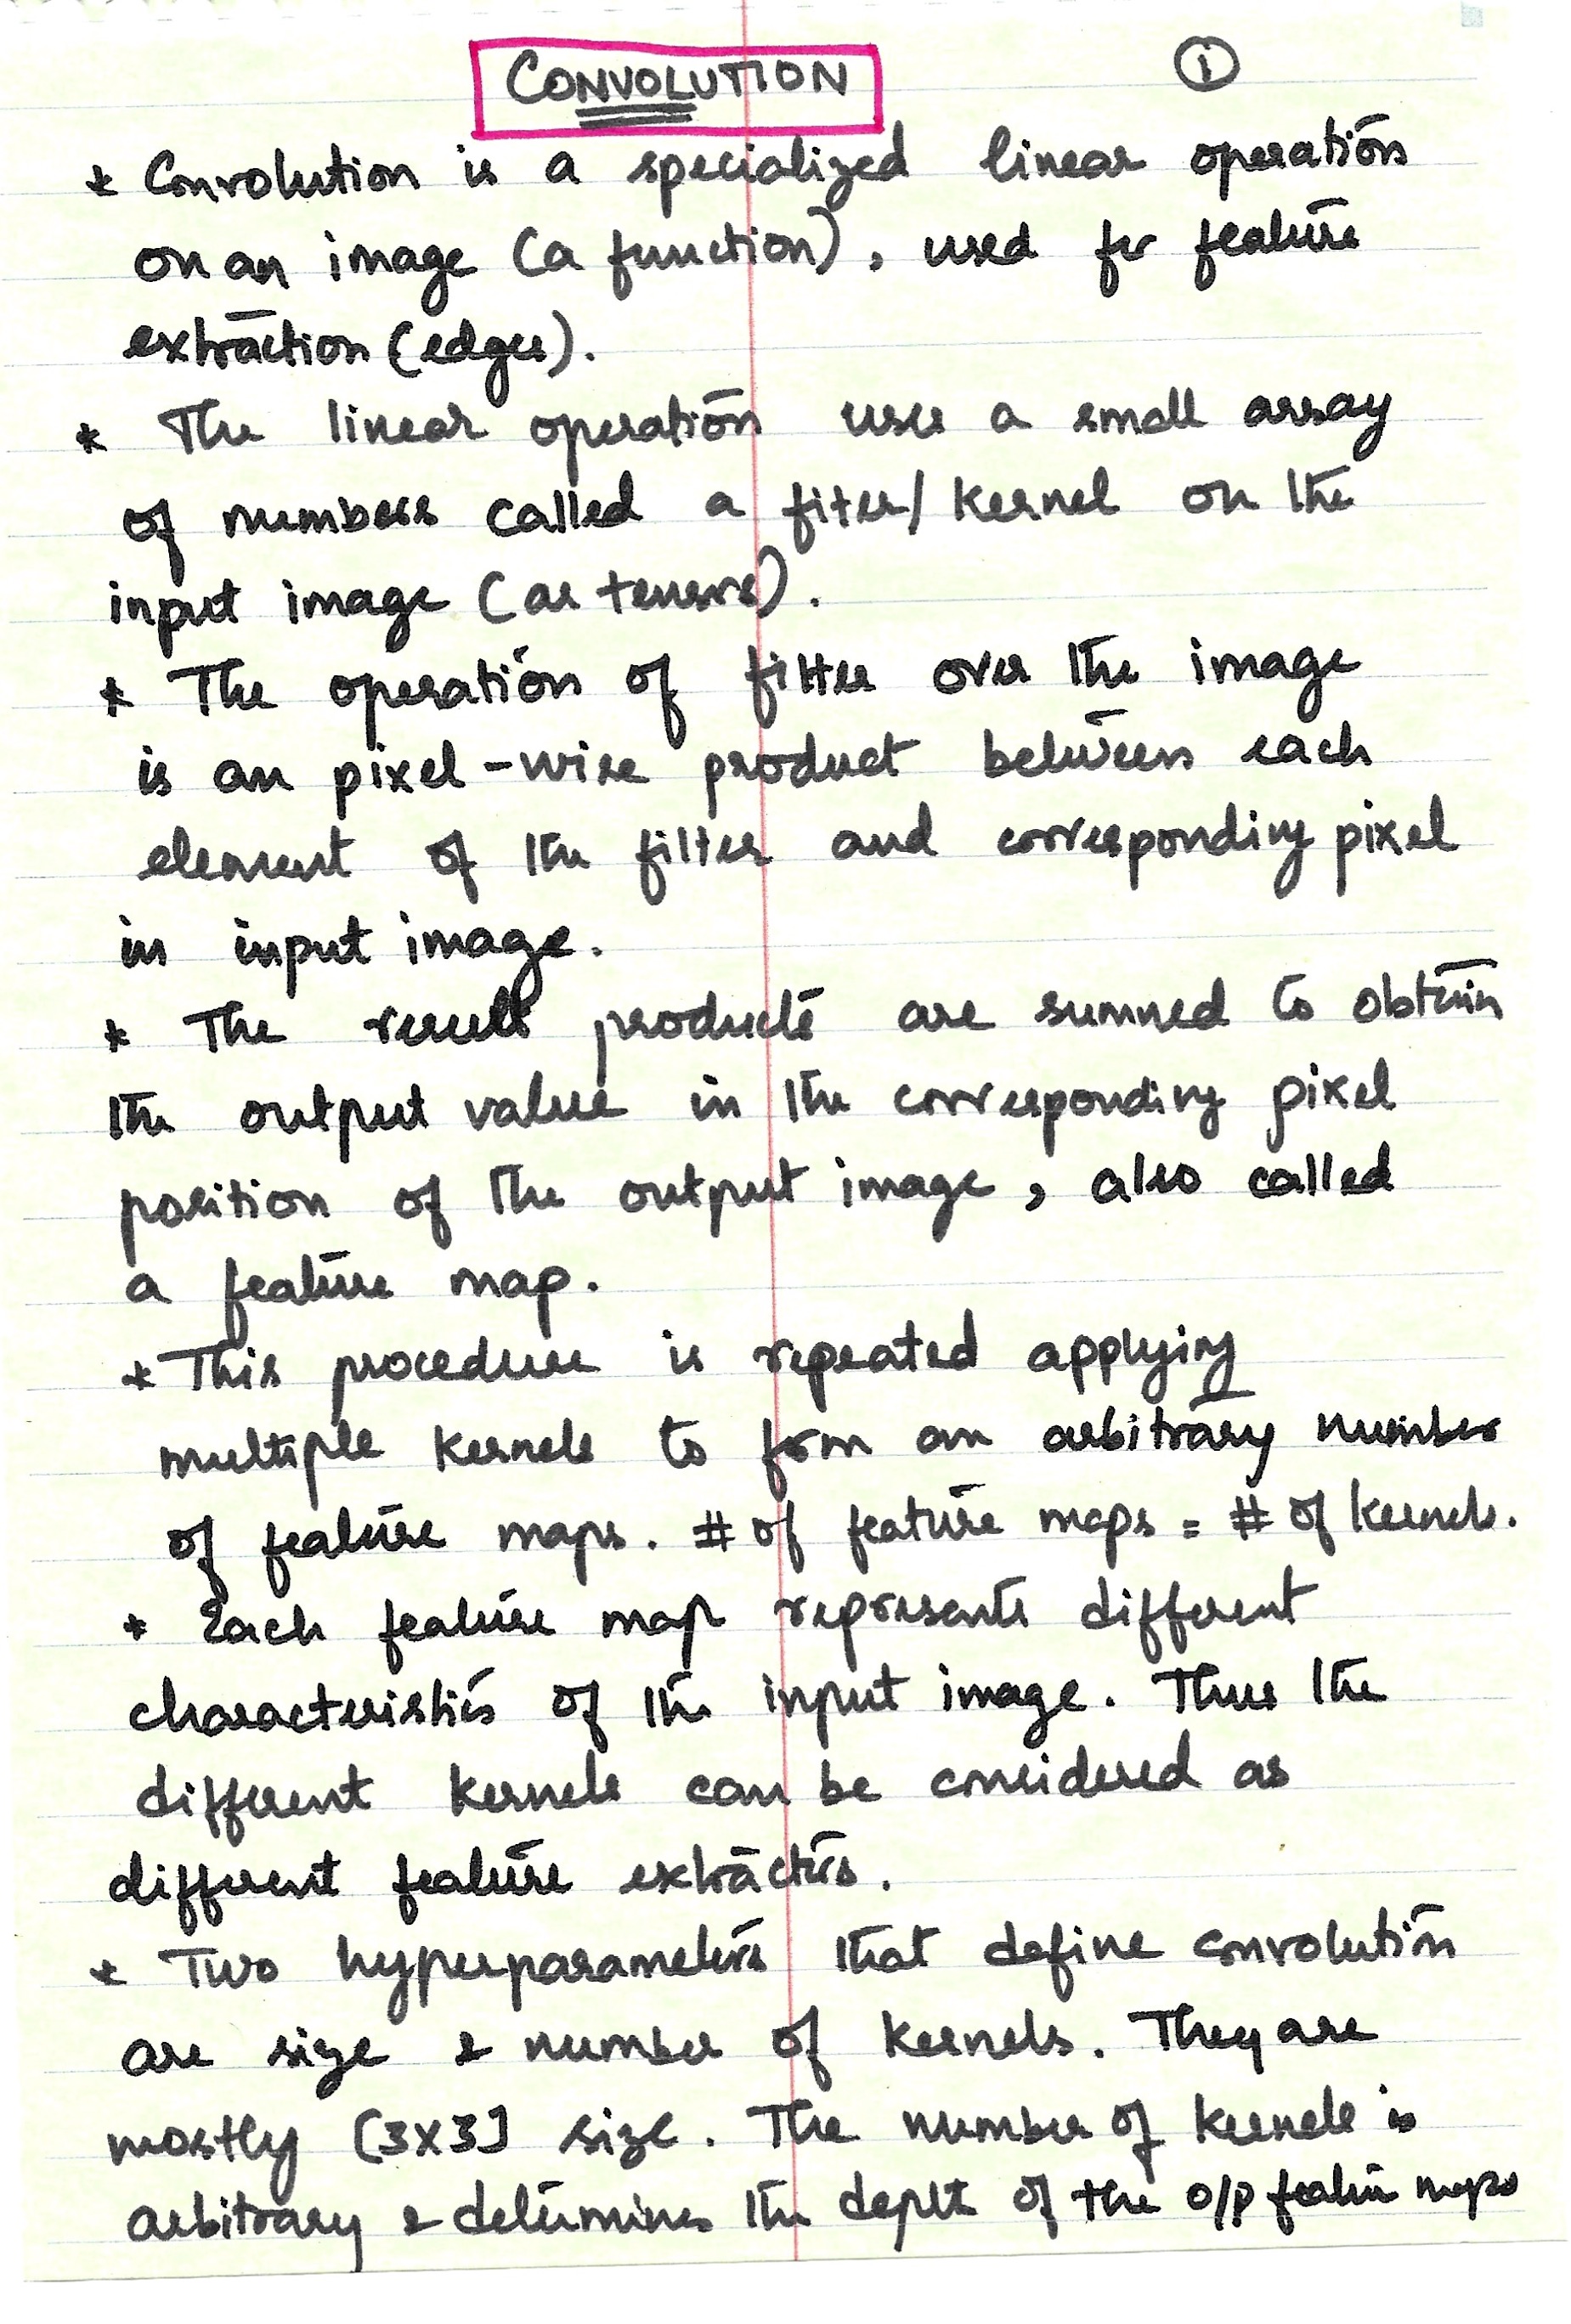 CONVOLUTION
1
* Convolution is a specialized linear operation
on an image (a function), used for feature
extraction (edges).
* The linear operation uses a small array
of numbers called a fiter/kernel on the
input image (as tensors).
* The operation of filter over the image
is an pixel-wise product between each
element of the filter and corresponding pixel
in input image.
* The result products are summed to obtain
the output value in the corresponding pixel
position of the output image, also called
a feature map.
* This procedure is repeated applying
multiple kernels to form an arbitrary number
of feature maps. # of feature maps = # of kernels.
* Each feature map represents different
characteristics of the input image. Thus the
different kernels can be considered as
different feature extractors.
* Two hyperparameters that define convolution
are size & number of kernels. They are
mostly [3x3] size. The number of kernels is
arbitrary & determines the depth of the o/p feature maps